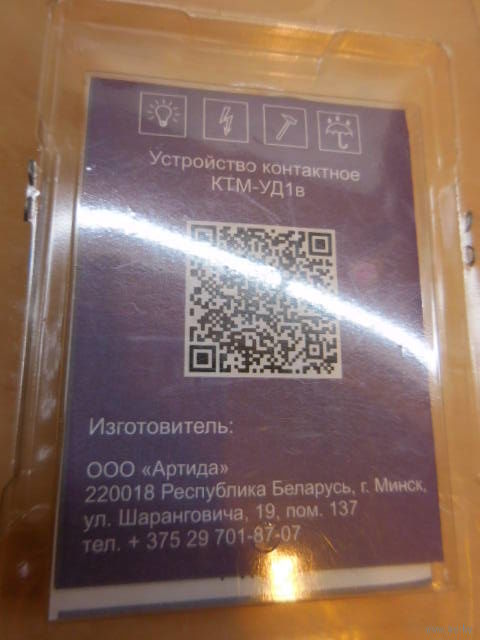 Устройство контактное
КТМ-УД1в
Изготовитель:
ООО «Артида»
220018 Республика Беларусь, г. Минск,
ул. Шаранговича, 19, пом. 137
тел. + 375 29 701-87-07